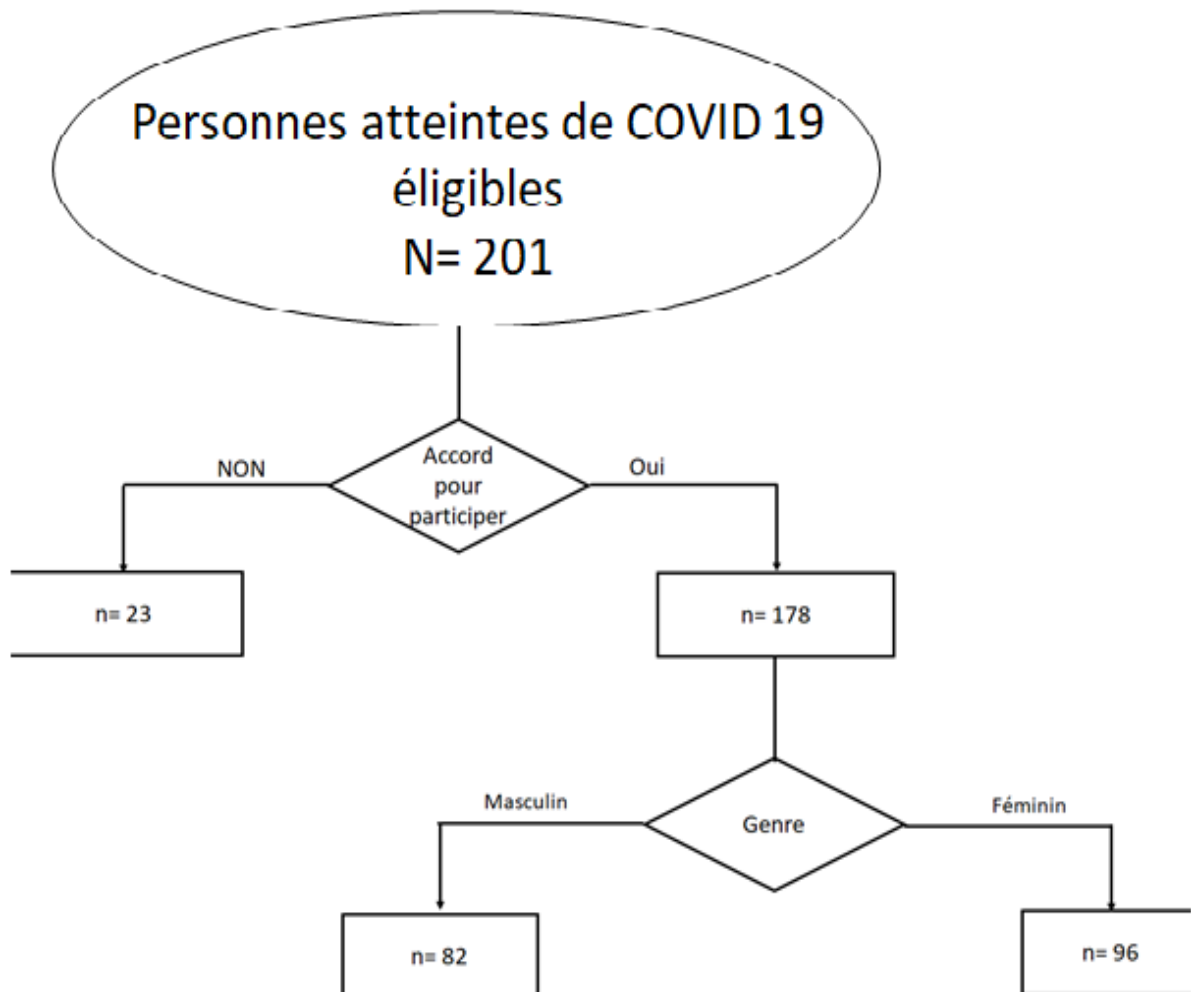 Personnes atteintes de COVID 19
éligibles
N= 201
Accord
pour
participer
NON
Oui
n= 23
n= 178
Genre
Masculin
Féminin
n= 82
n= 96